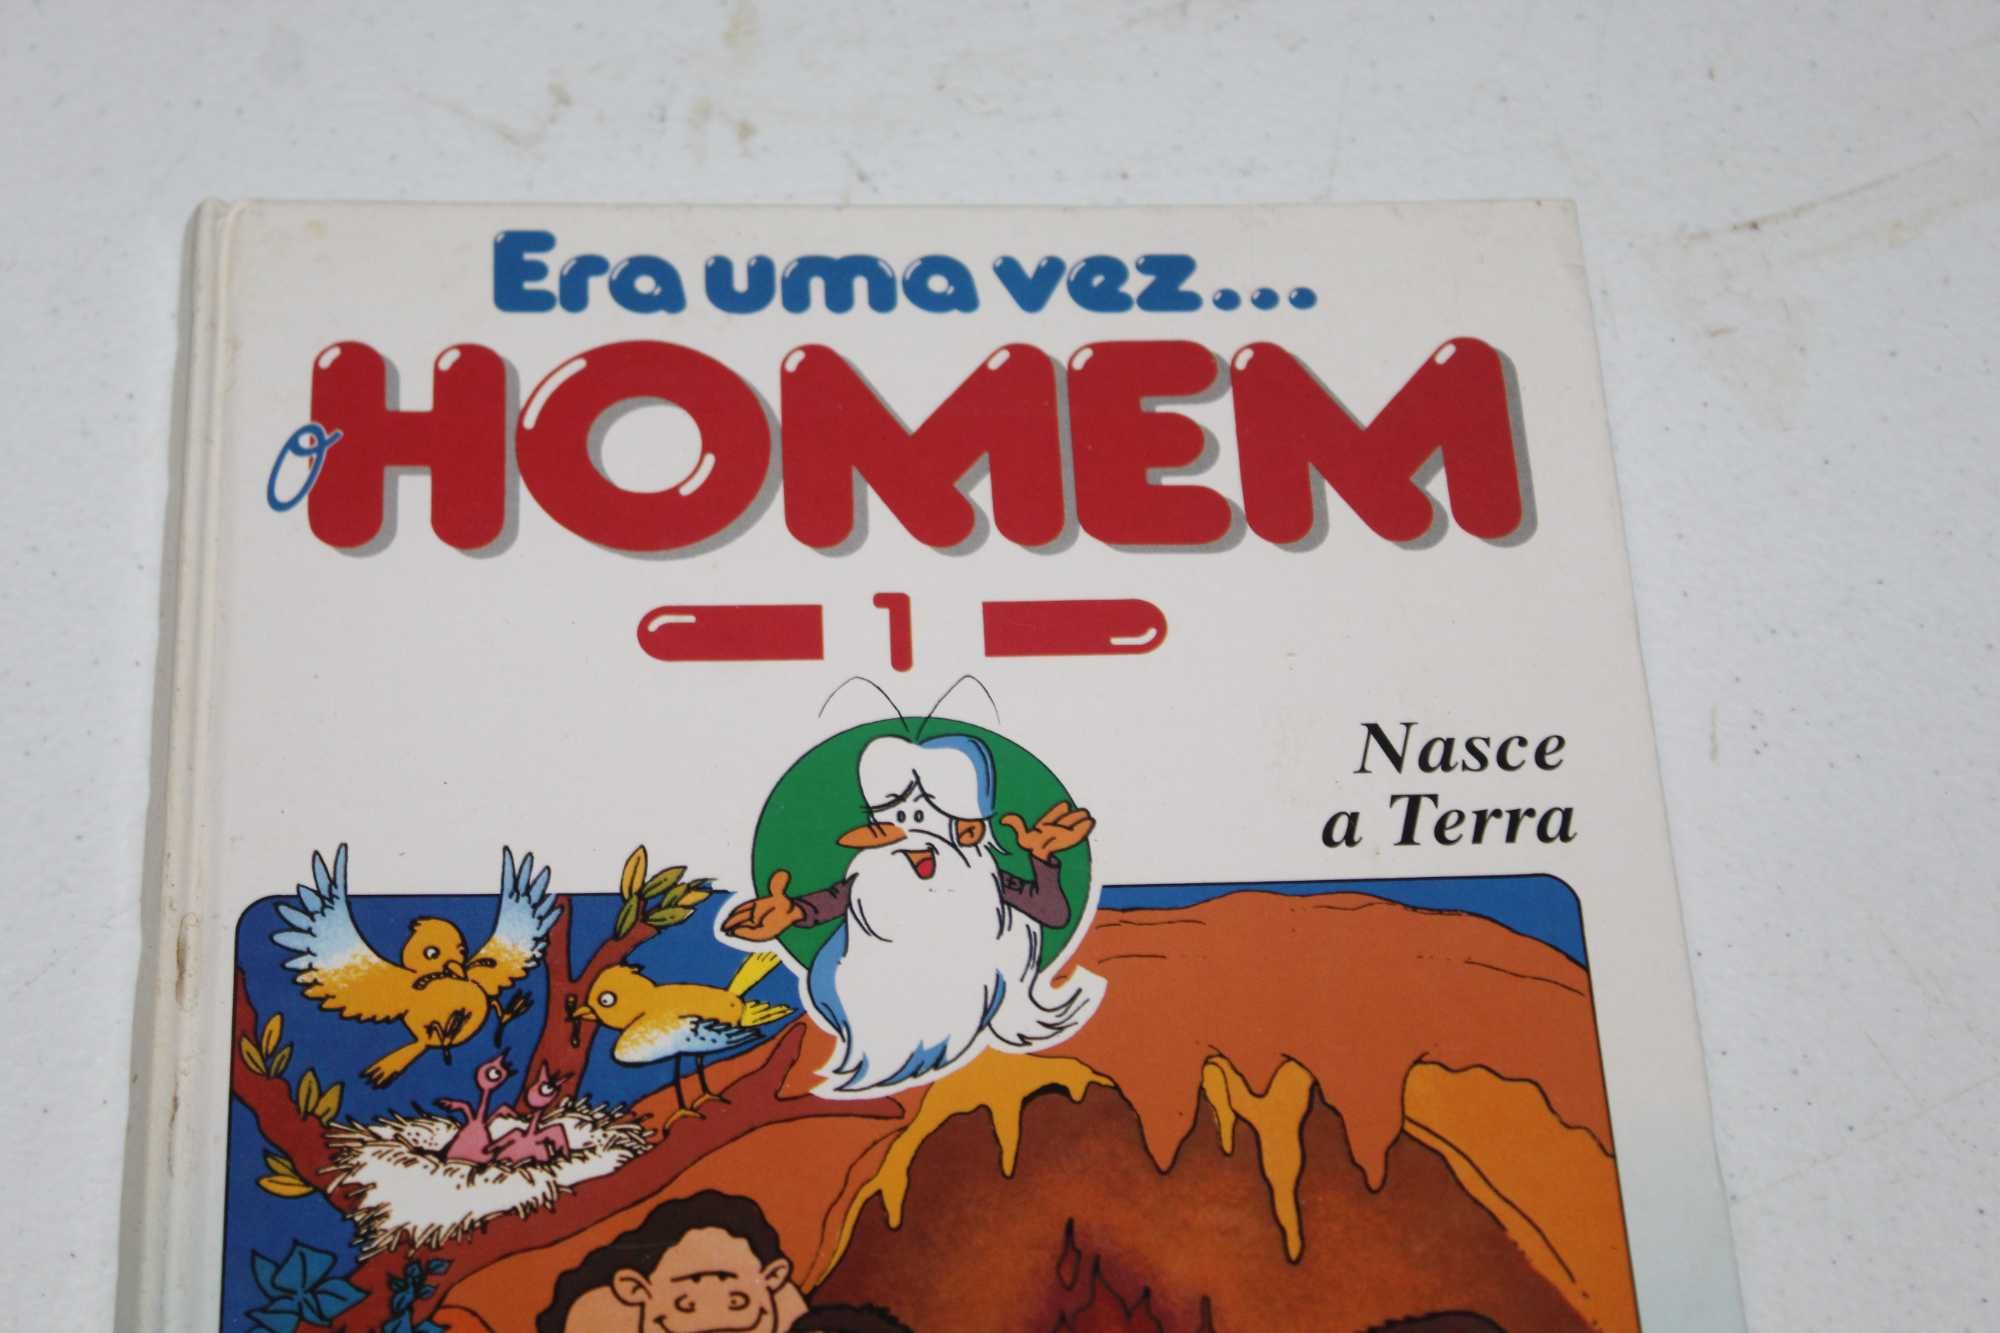 Era uma vez...
o HOMEM
1
Nasce
a Terra